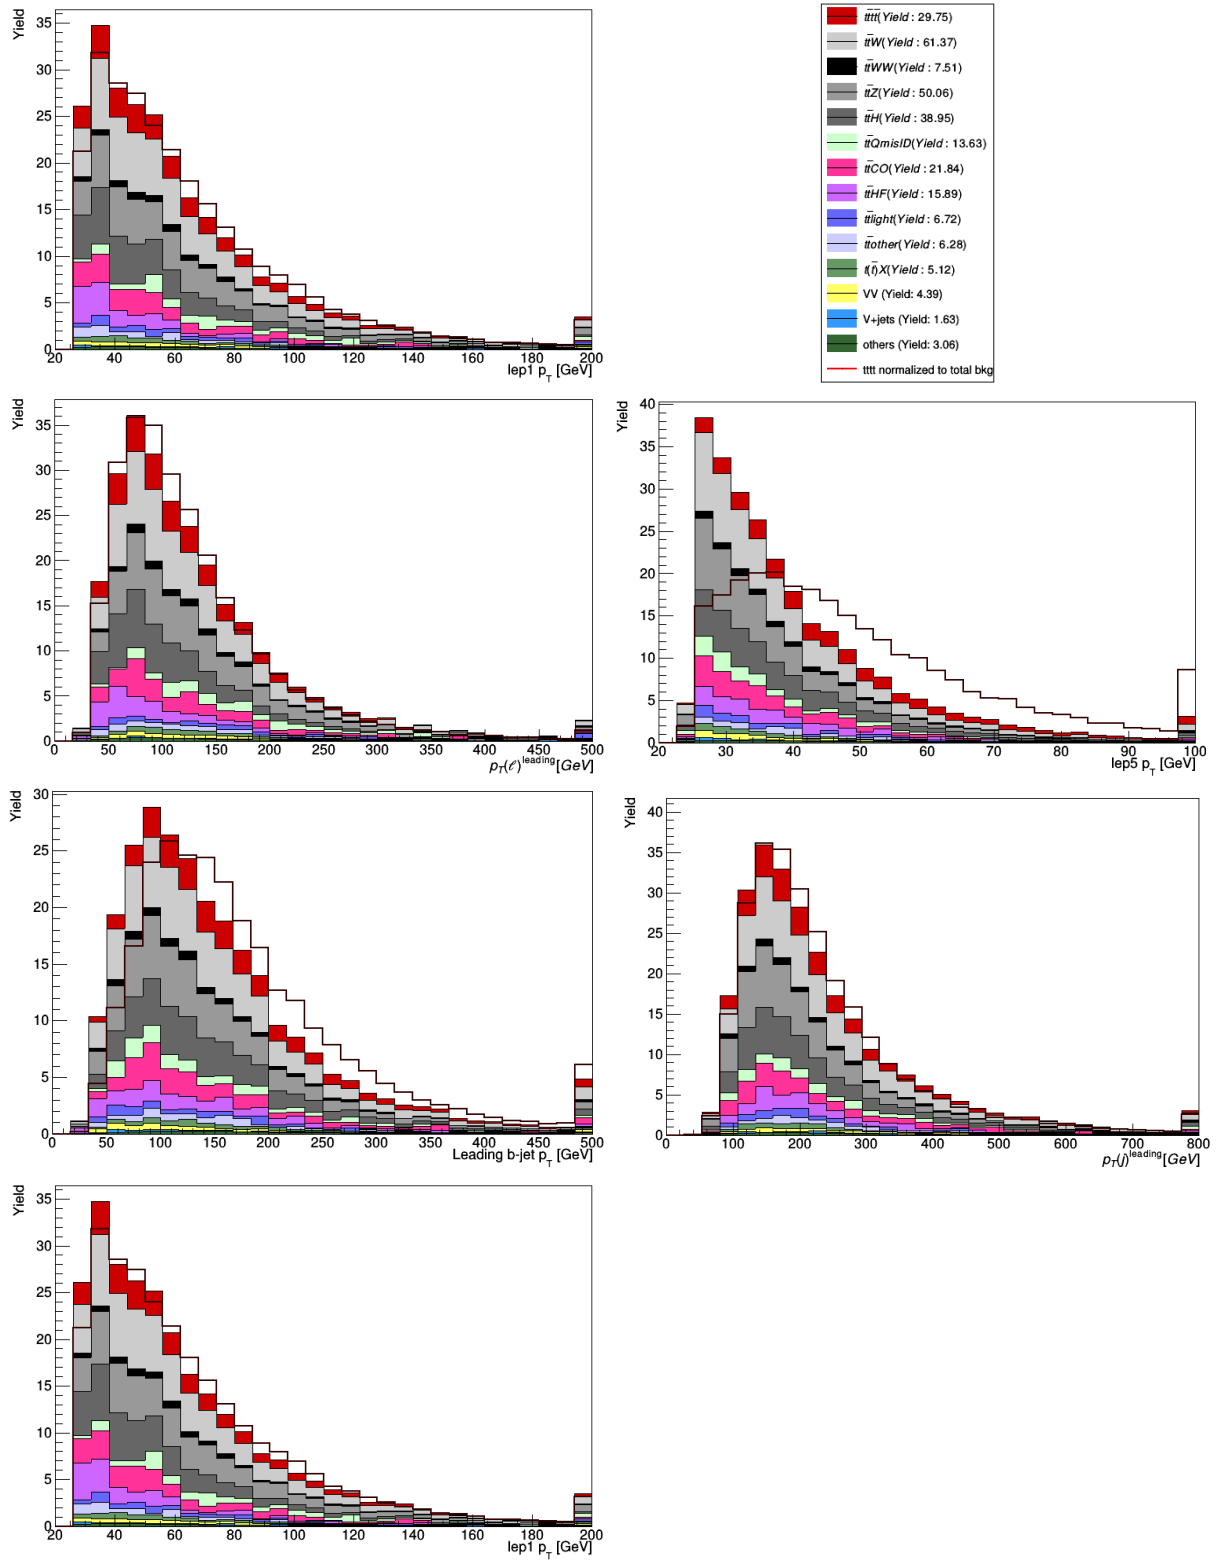 Yield
35
30
25
20
15
10
5
0
20 40 60 80 100 120 140 160 180 200
lep1 p_T [GeV]
tt̄tt̄(Yield : 29.75)
tt̄W(Yield : 61.37)
tt̄WW(Yield : 7.51)
tt̄Z(Yield : 50.06)
tt̄H(Yield : 38.95)
tt̄QmisID(Yield : 13.63)
tt̄CO(Yield : 21.84)
tt̄HF(Yield : 15.89)
tt̄light(Yield : 6.72)
tt̄other(Yield : 6.28)
t(t̄)X(Yield : 5.12)
VV (Yield: 4.39)
V+jets (Yield: 1.63)
others (Yield: 3.06)
tttt normalized to total bkg
Yield
35
30
25
20
15
10
5
0
0 50 100 150 200 250 300 350 400 450 500
p_T(ℓ)^leading[GeV]
Yield
40
35
30
25
20
15
10
5
0
20 30 40 50 60 70 80 90 100
lep5 p_T [GeV]
Yield
30
25
20
15
10
5
0
0 50 100 150 200 250 300 350 400 450 500
Leading b-jet p_T [GeV]
Yield
40
35
30
25
20
15
10
5
0
0 100 200 300 400 500 600 700 800
p_T(j)^leading[GeV]
Yield
35
30
25
20
15
10
5
0
20 40 60 80 100 120 140 160 180 200
lep1 p_T [GeV]